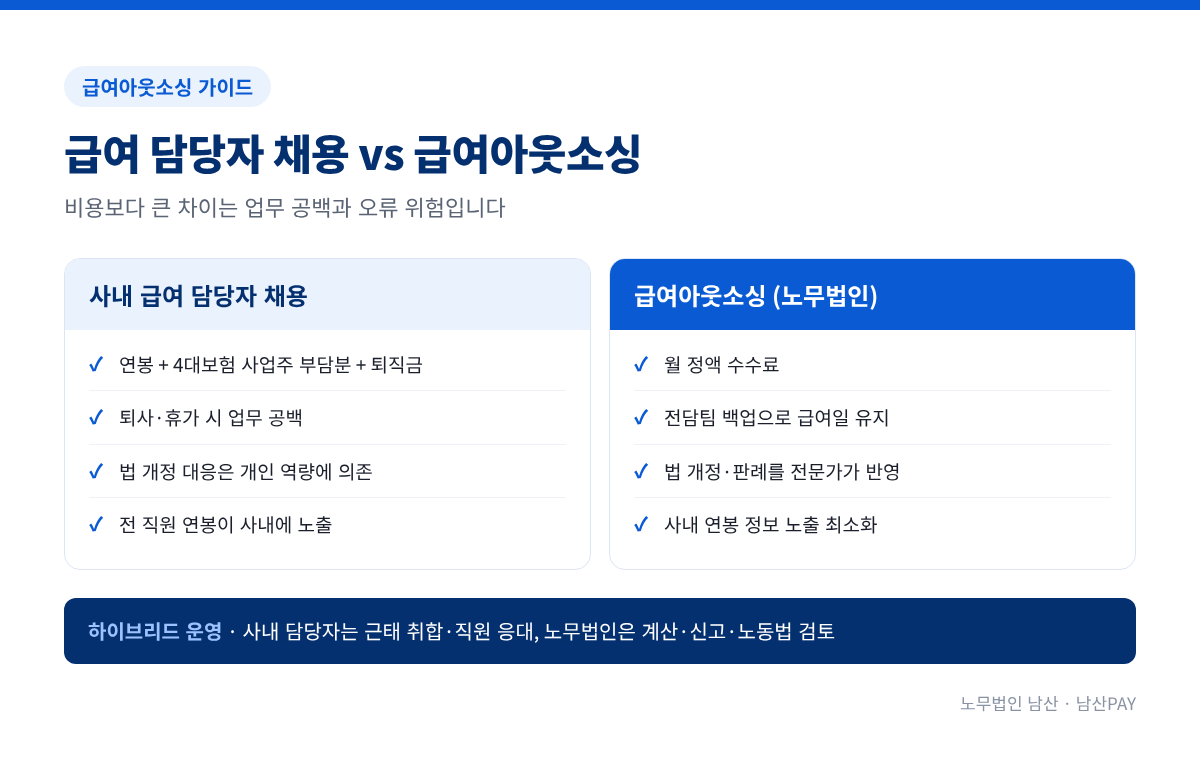 급여아웃소싱 가이드
급여 담당자 채용 vs 급여아웃소싱
비용보다 큰 차이는 업무 공백과 오류 위험입니다
사내 급여 담당자 채용
✓ 연봉 + 4대보험 사업주 부담분 + 퇴직금
✓ 퇴사·휴가 시 업무 공백
✓ 법 개정 대응은 개인 역량에 의존
✓ 전 직원 연봉이 사내에 노출
급여아웃소싱 (노무법인)
✓ 월 정액 수수료
✓ 전담팀 백업으로 급여일 유지
✓ 법 개정·판례를 전문가가 반영
✓ 사내 연봉 정보 노출 최소화
하이브리드 운영 · 사내 담당자는 근태 취합·직원 응대, 노무법인은 계산·신고·노동법 검토
노무법인 남산 · 남산PAY